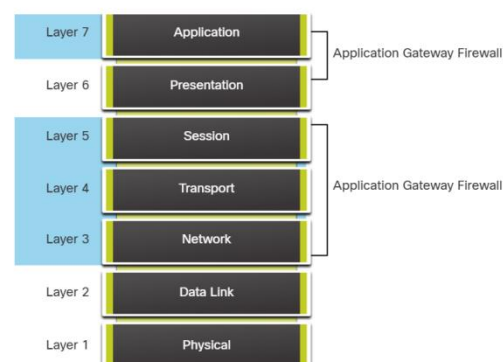 Layer 7 Application
Application Gateway Firewall
Layer 6 Presentation
Layer 5 Session
Layer 4 Transport Application Gateway Firewall
Layer 3 Network
Layer 2 Data Link
Layer 1 Physical